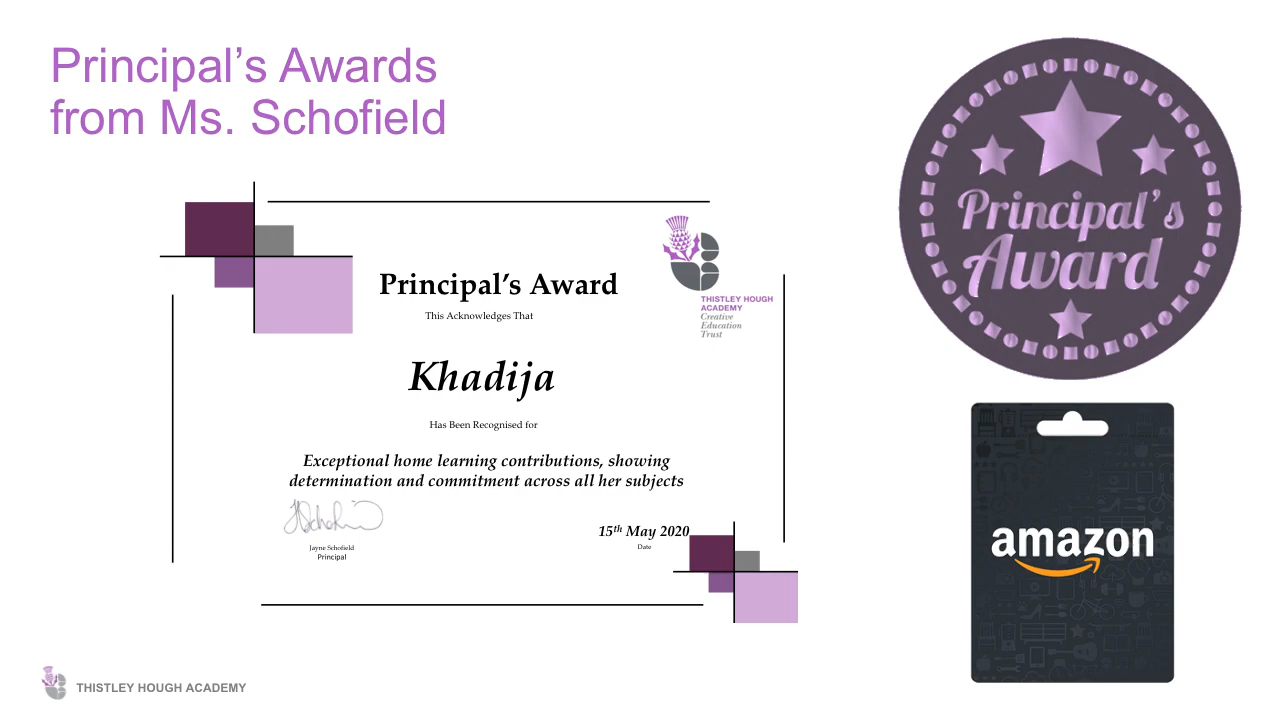 Principal’s Awards
from Ms. Schofield
Principal’s Award
This Acknowledges That
Khadija
Has Been Recognised for
Exceptional home learning contributions, showing
determination and commitment across all her subjects
Jayne Schofield
Principal
15th May 2020
Date
THISTLEY HOUGH
ACADEMY
Creative
Education
Trust
Principal’s
Award
amazon
THISTLEY HOUGH ACADEMY